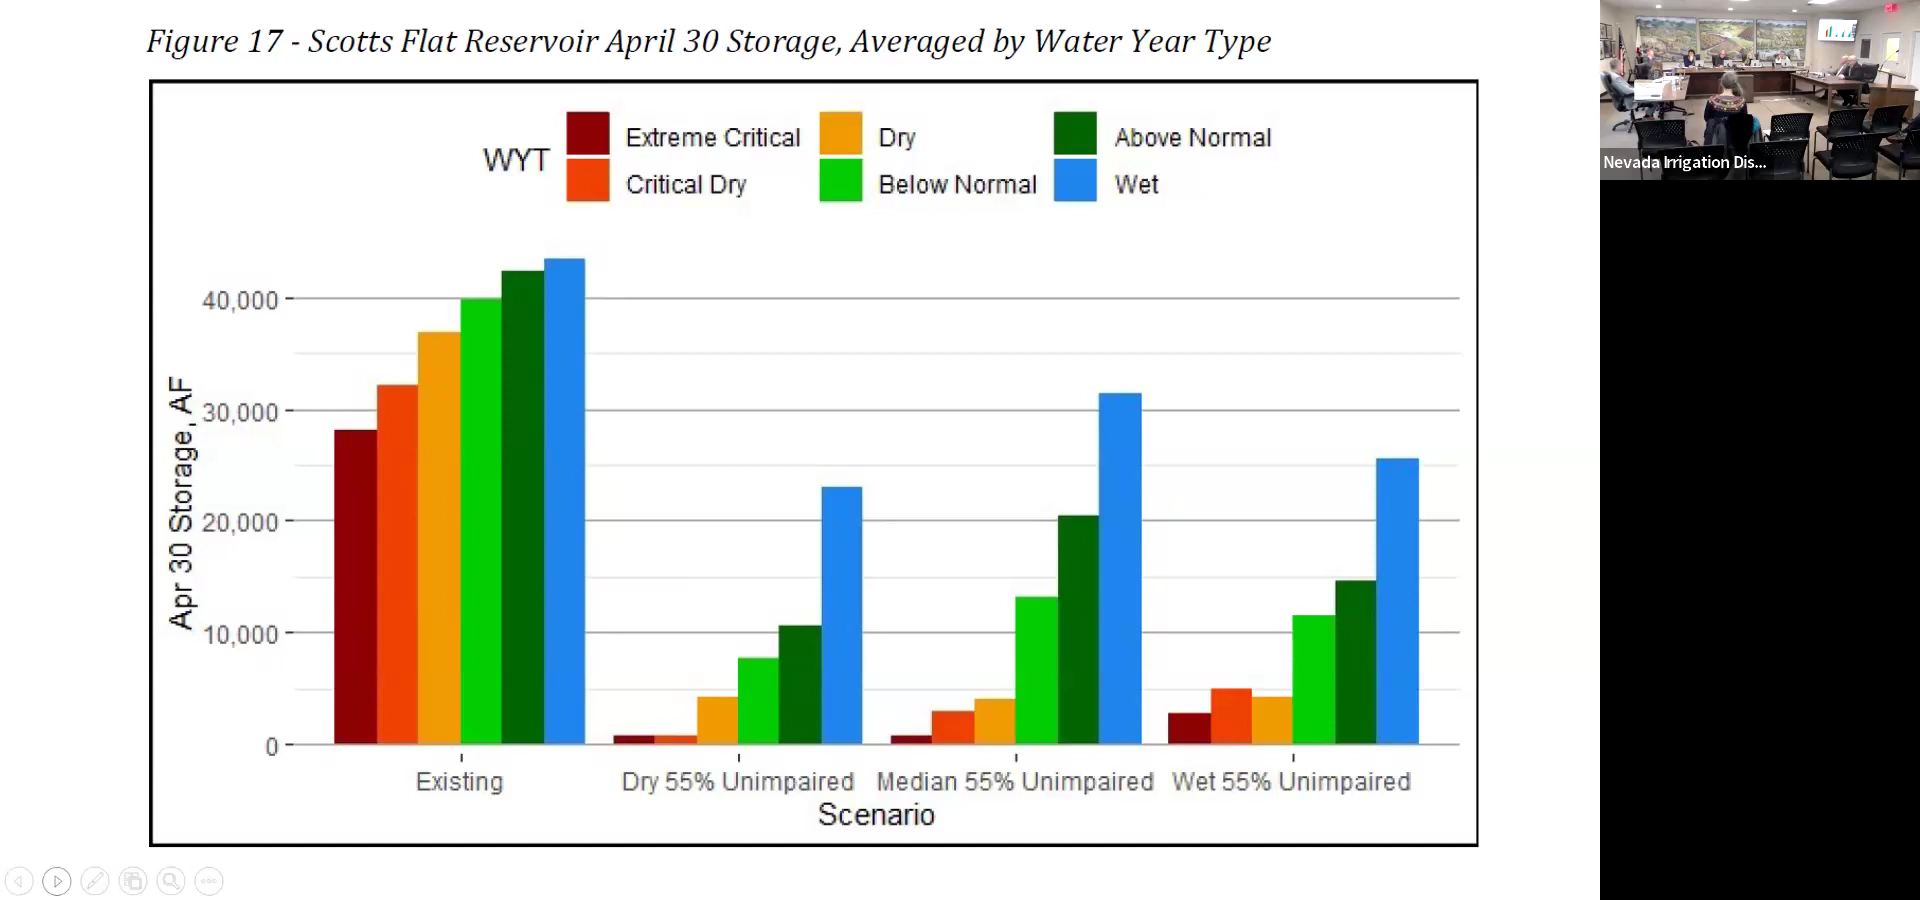 Figure 17 - Scotts Flat Reservoir April 30 Storage, Averaged by Water Year Type
WYT
Extreme Critical
Dry
Above Normal
Critical Dry
Below Normal
Wet
Apr 30 Storage, AF
40,000
30,000
20,000
10,000
0
Existing
Dry 55% Unimpaired
Median 55% Unimpaired
Wet 55% Unimpaired
Scenario
Nevada Irrigation Dis...